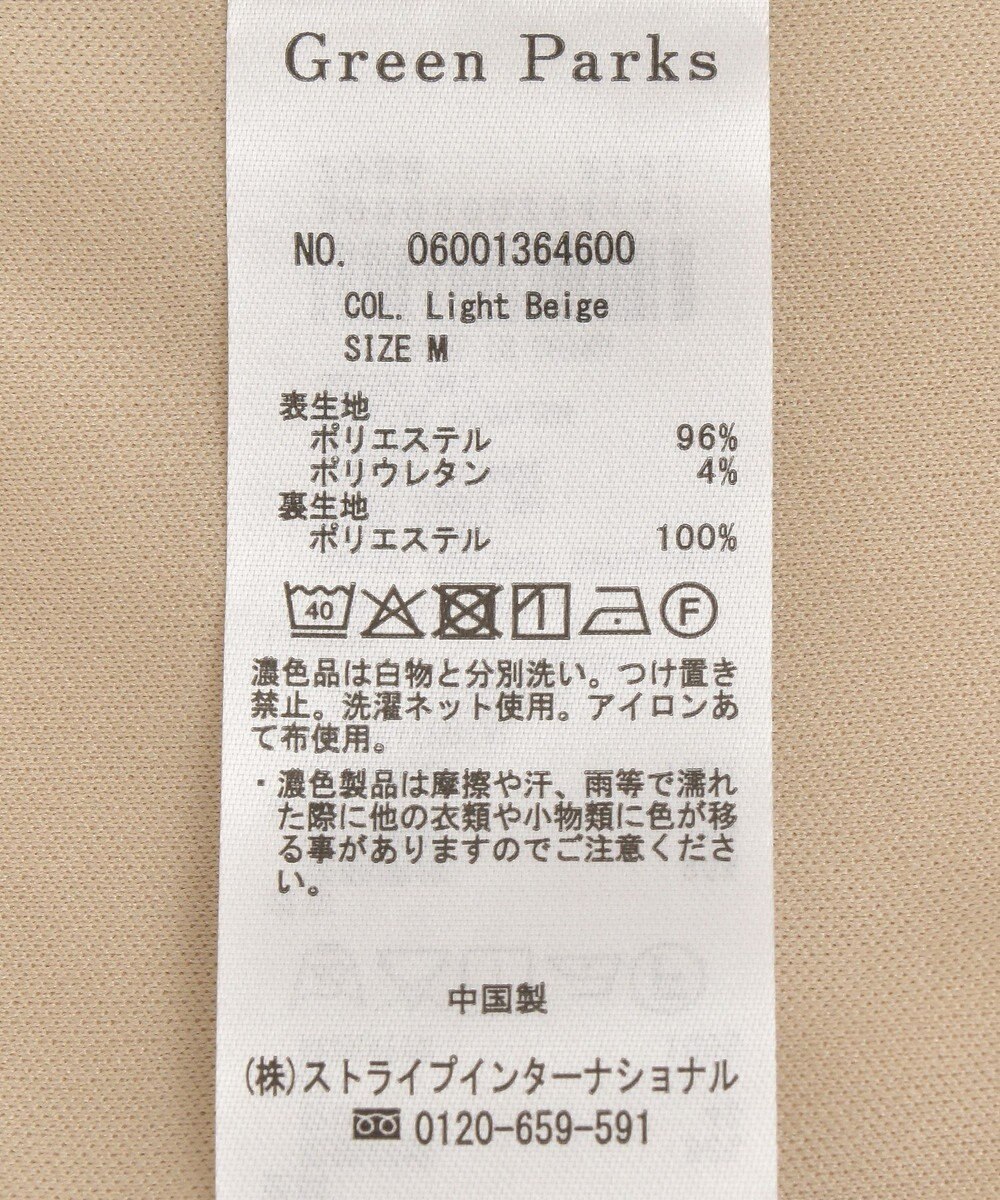 Green Parks
NO. 06001364600
COL. Light Beige
SIZE M
表生地
ポリエステル 96%
ポリウレタン 4%
裏生地
ポリエステル 100%
40 F
濃色品は白物と分別洗い。つけ置き
禁止。洗濯ネット使用。アイロンあ
て布使用。
・濃色製品は摩擦や汗、雨等で濡れ
た際に他の衣類や小物類に色が移
る事がありますのでご注意くださ
い。
中国製
(株)ストライプインターナショナル
0120-659-591